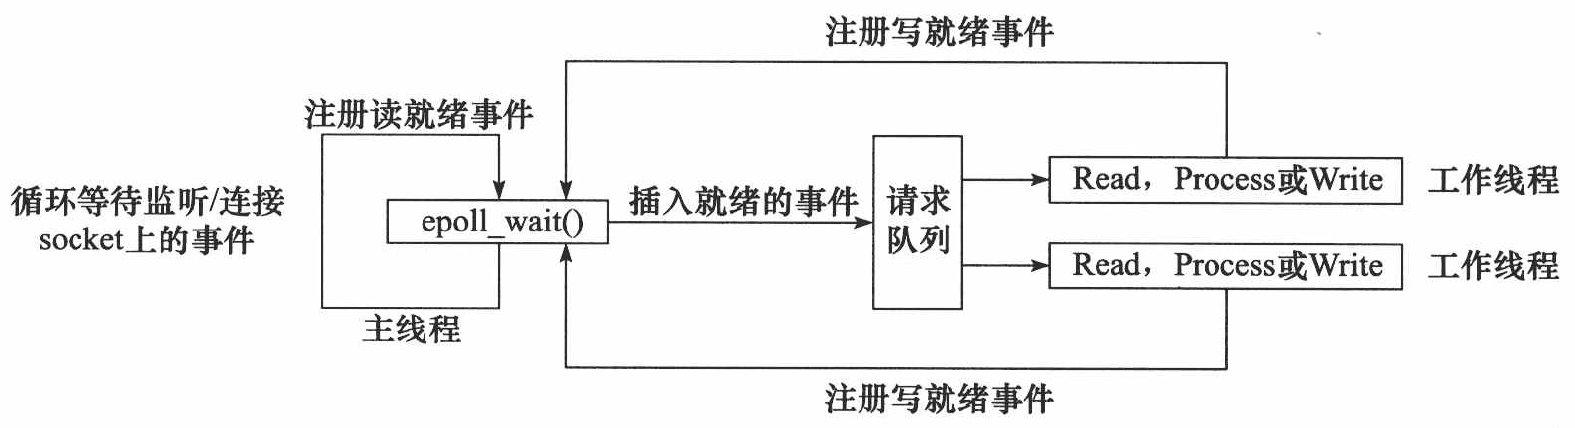 注册写就绪事件
注册读就绪事件
循环等待监听/连接
socket上的事件
epoll_wait()
插入就绪的事件
请求
队列
Read，Process或Write
工作线程
Read，Process或Write
工作线程
主线程
注册写就绪事件